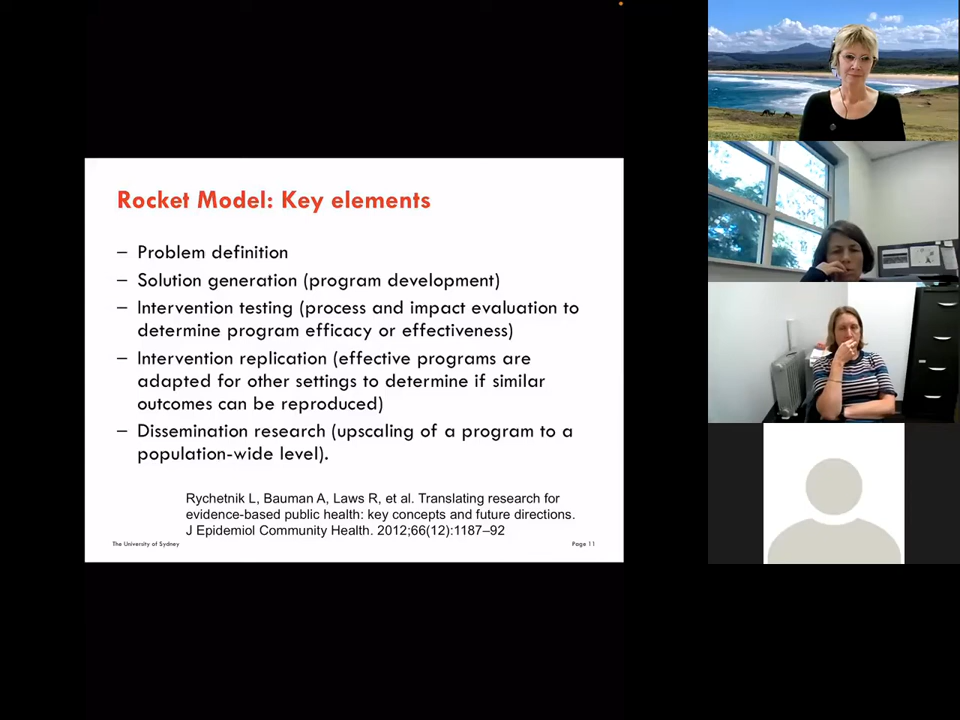 Rocket Model: Key elements
– Problem definition
– Solution generation (program development)
– Intervention testing (process and impact evaluation to
determine program efficacy or effectiveness)
– Intervention replication (effective programs are
adapted for other settings to determine if similar
outcomes can be reproduced)
– Dissemination research (upscaling of a program to a
population-wide level).
Rychetnik L, Bauman A, Laws R, et al. Translating research for
evidence-based public health: key concepts and future directions.
J Epidemiol Community Health. 2012;66(12):1187–92
The University of Sydney
Page 11